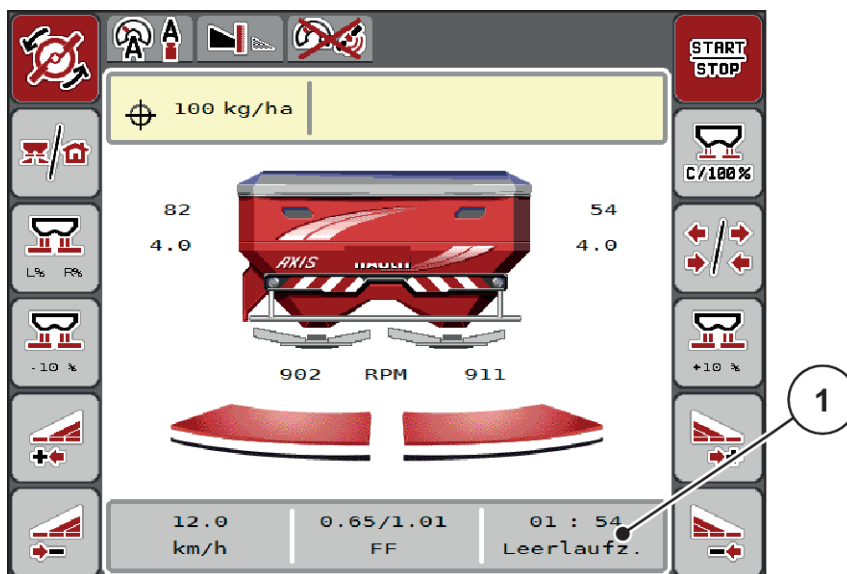 A
A
START
STOP
100 kg/ha
C/100%
82
54
4.0
4.0
L% R%
AXIS RAUCH
-10 %
902 RPM 911
+10 %
1
12.0
0.65/1.01
01 : 54
km/h
FF
Leerlaufz.